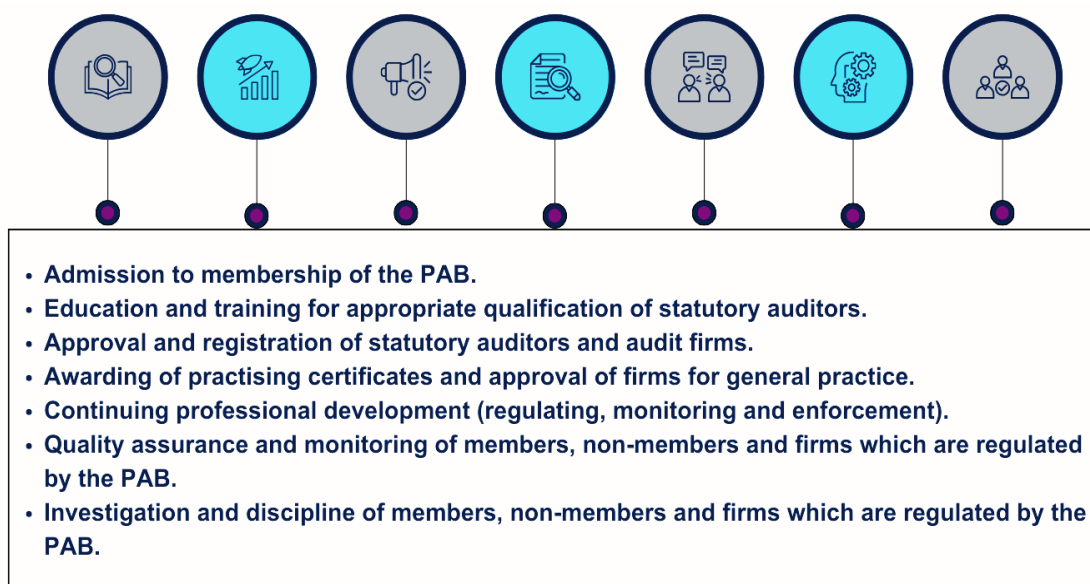 • Admission to membership of the PAB.
• Education and training for appropriate qualification of statutory auditors.
• Approval and registration of statutory auditors and audit firms.
• Awarding of practising certificates and approval of firms for general practice.
• Continuing professional development (regulating, monitoring and enforcement).
• Quality assurance and monitoring of members, non-members and firms which are regulated
by the PAB.
• Investigation and discipline of members, non-members and firms which are regulated by the
PAB.